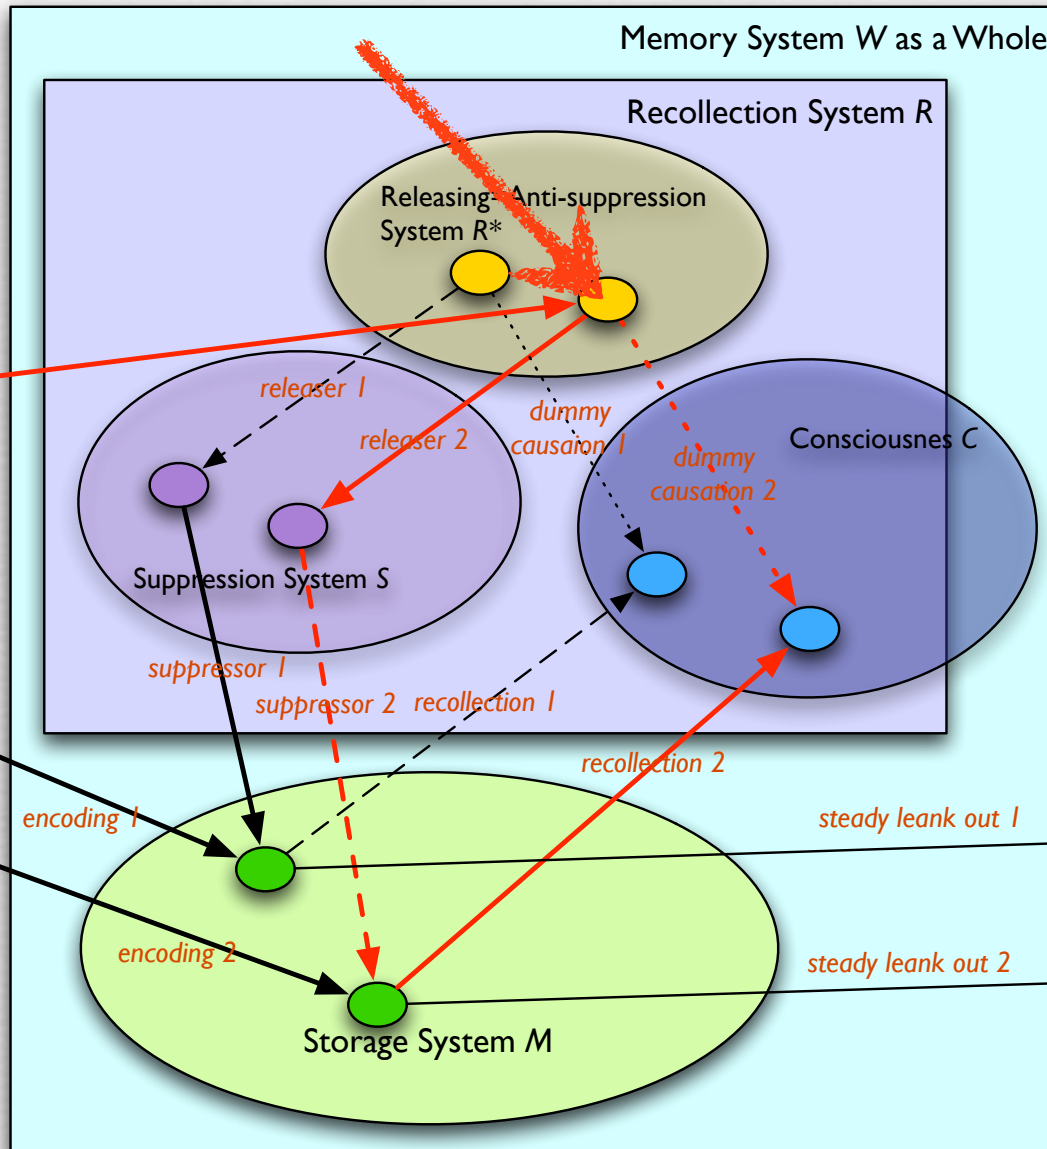 Memory System W as a Whole
Recollection System R
Releasing- Anti-suppression
System R*
releaser 1
releaser 2
dummy
causaion 1
dummy
causation 2
Consciousnes C
Suppression System S
suppressor 1
suppressor 2
recollection 1
recollection 2
encoding 1
steady leank out 1
encoding 2
steady leank out 2
Storage System M